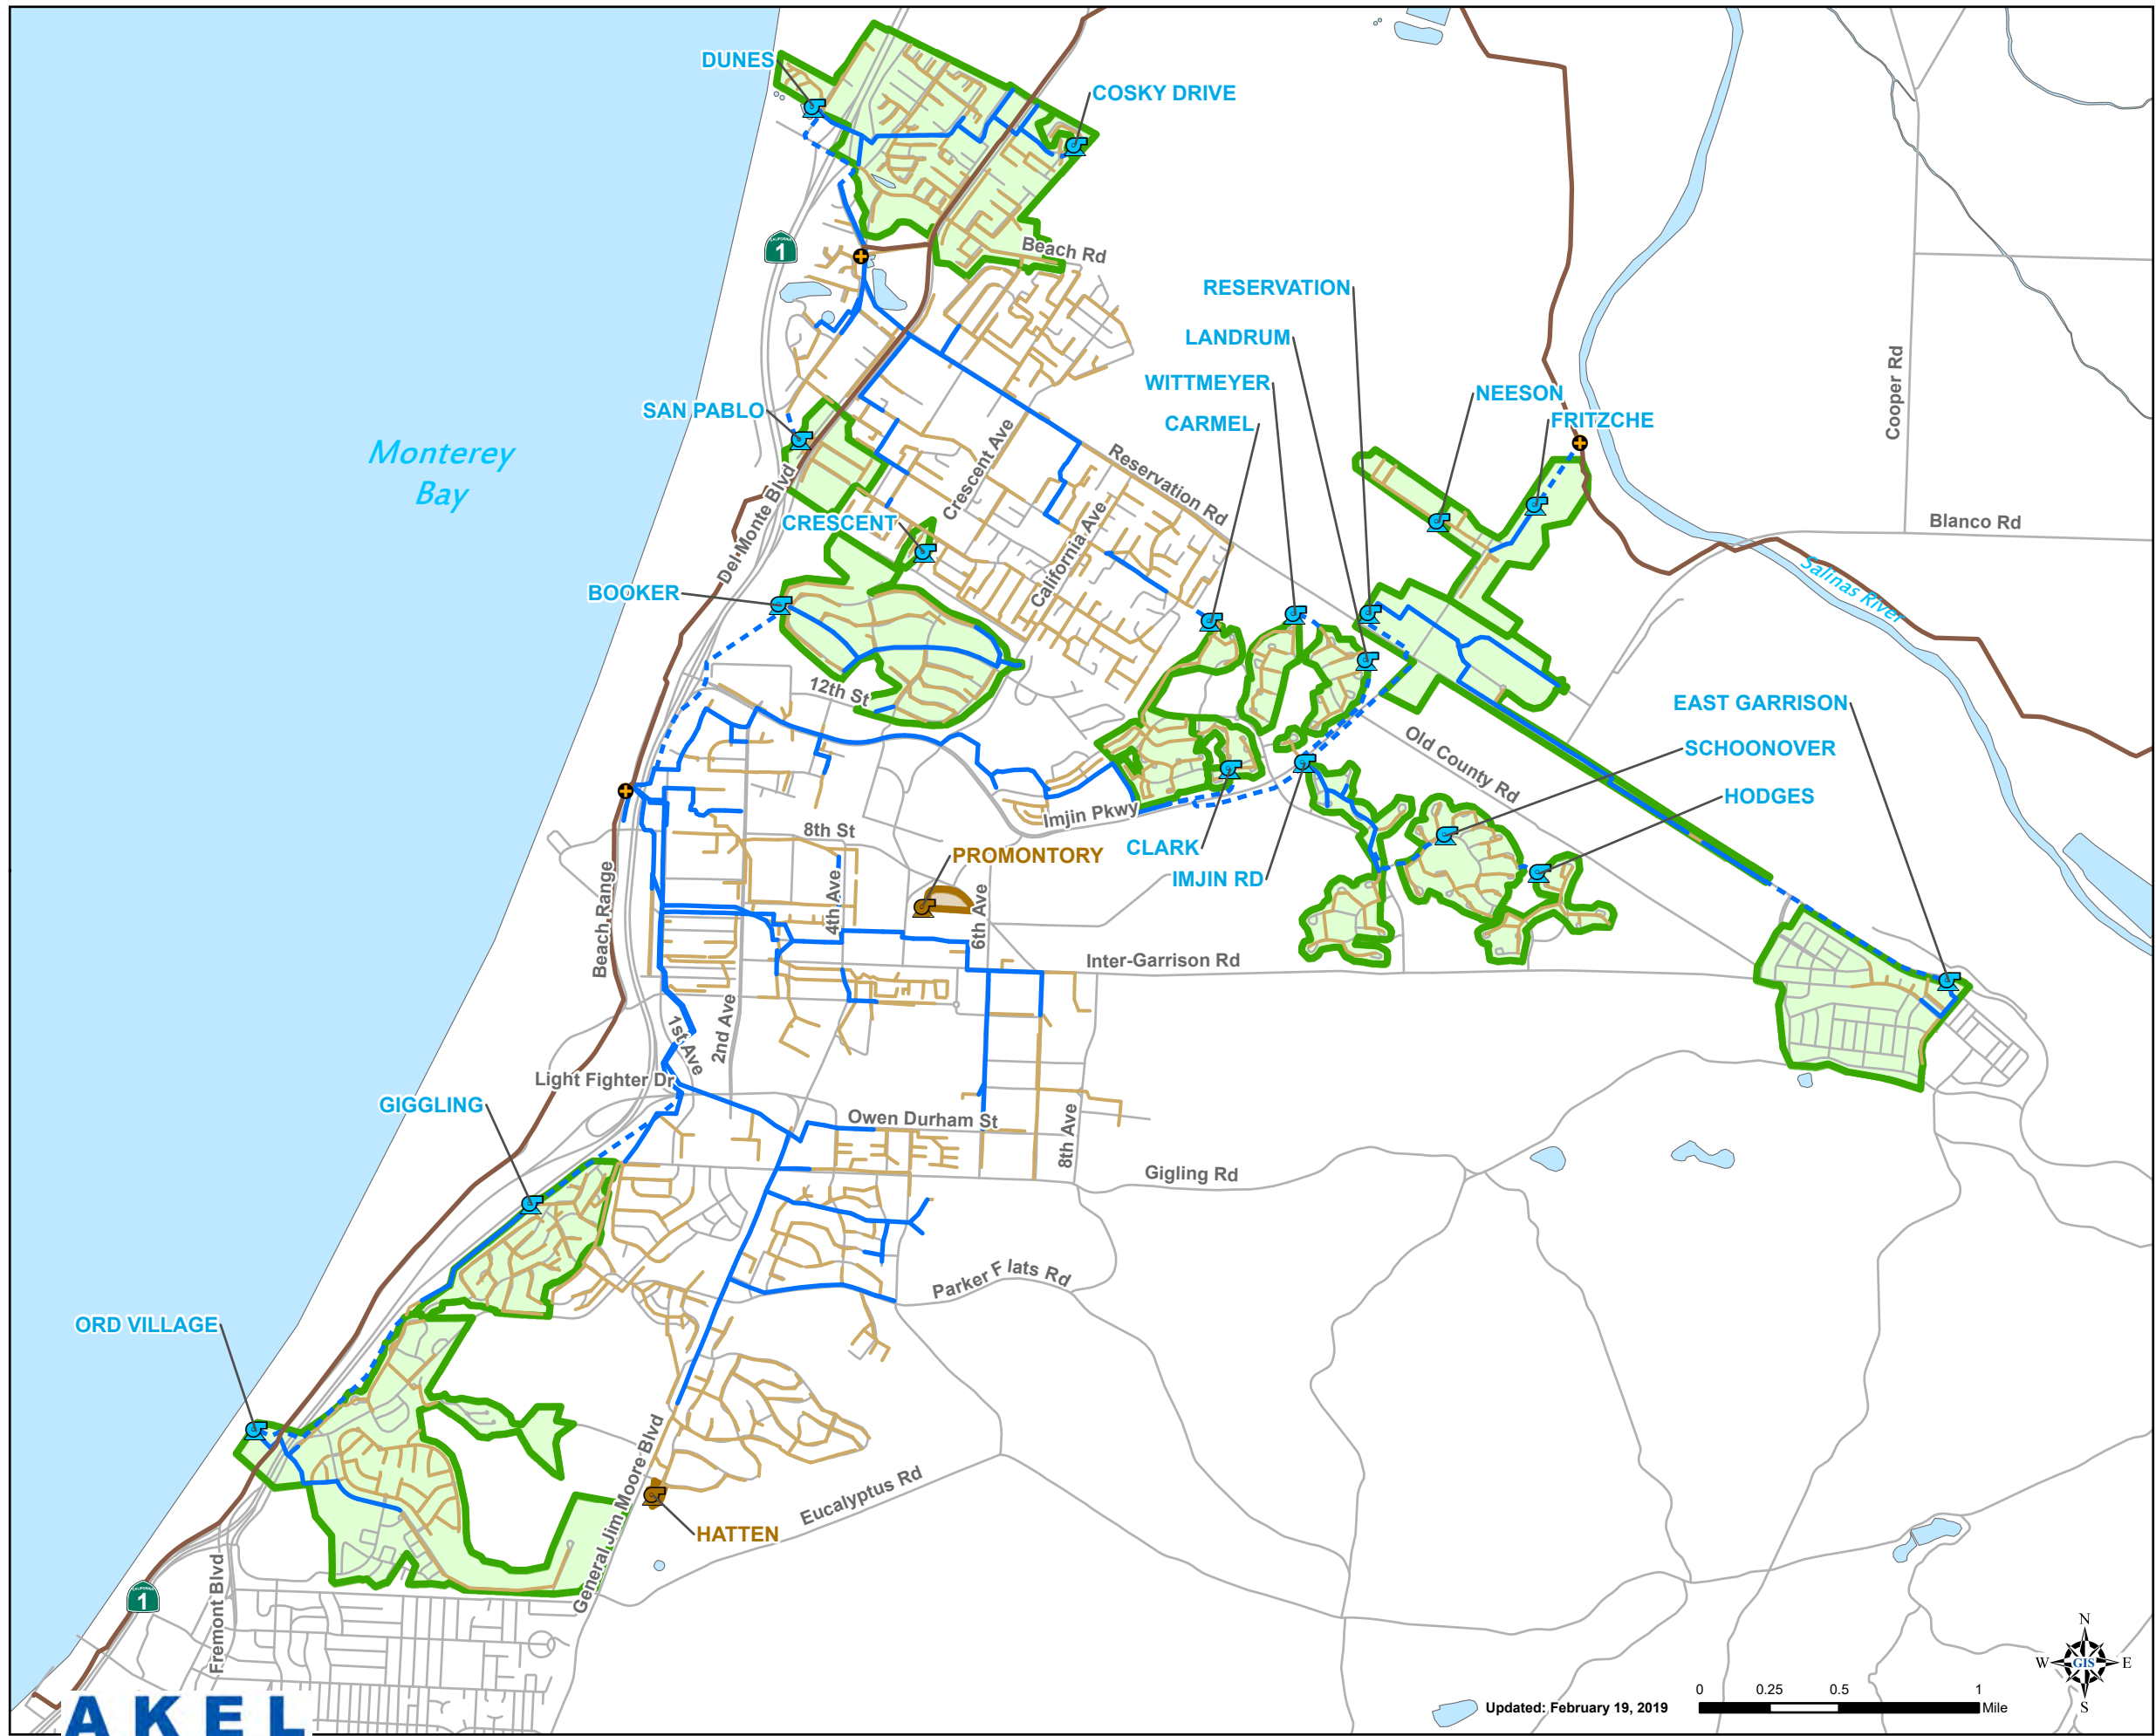 DUNES
COSKY DRIVE
CALIFORNIA
1
Beach Rd
RESERVATION
LANDRUM
WITTMEYER
CARMEL
NEESON
FRITZCHE
SAN PABLO
Monterey
Bay
Cooper Rd
Crescent Ave
Reservation Rd
Del Monte Blvd
CRESCENT
California Ave
Blanco Rd
Salinas River
BOOKER
12th St
EAST GARRISON
SCHOONOVER
HODGES
Old County Rd
Imjin Pkwy
8th St
CLARK
IMJIN RD
PROMONTORY
4th Ave
6th Ave
Beach Range
Inter-Garrison Rd
1st Ave
2nd Ave
Light Fighter Dr
GIGGLING
Owen Durham St
8th Ave
Gigling Rd
Parker Flats Rd
ORD VILLAGE
General Jim Moore Blvd
Eucalyptus Rd
HATTEN
Fremont Blvd
CALIFORNIA
1
AKEL
Updated: February 19, 2019
0 0.25 0.5 1
Mile
N
W GIS E
S